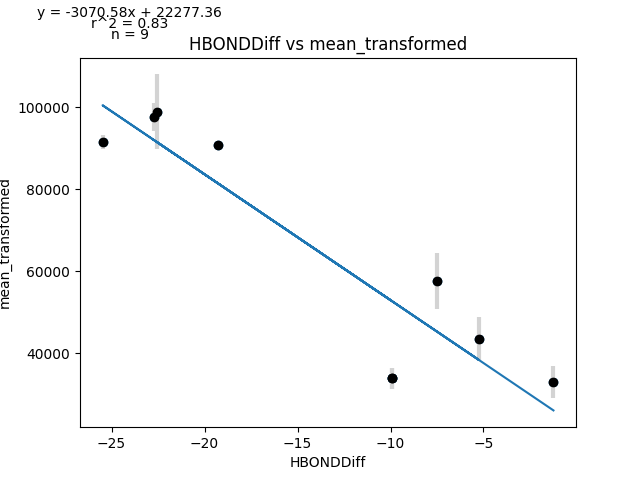 y = -3070.58x + 22277.36
r^2 = 0.83
n = 9
HBONDDiff vs mean_transformed
mean_transformed
100000
80000
60000
40000
−25
−20
−15
−10
−5
HBONDDiff